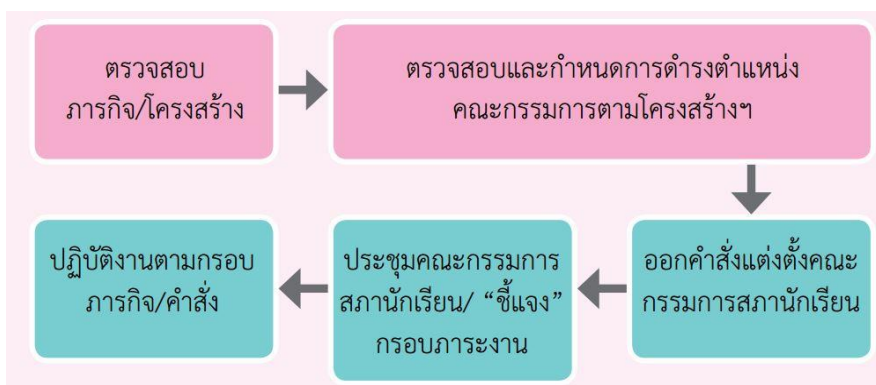 ตรวจสอบ
ภารกิจ/โครงสร้าง
ตรวจสอบและกำหนดการดำรงตำแหน่ง
คณะกรรมการตามโครงสร้างฯ
ออกคำสั่งแต่งตั้งคณะ
กรรมการสภานักเรียน
ประชุมคณะกรรมการ
สภานักเรียน/ “ชี้แจง”
กรอบภาระงาน
ปฏิบัติงานตามกรอบ
ภารกิจ/คำสั่ง